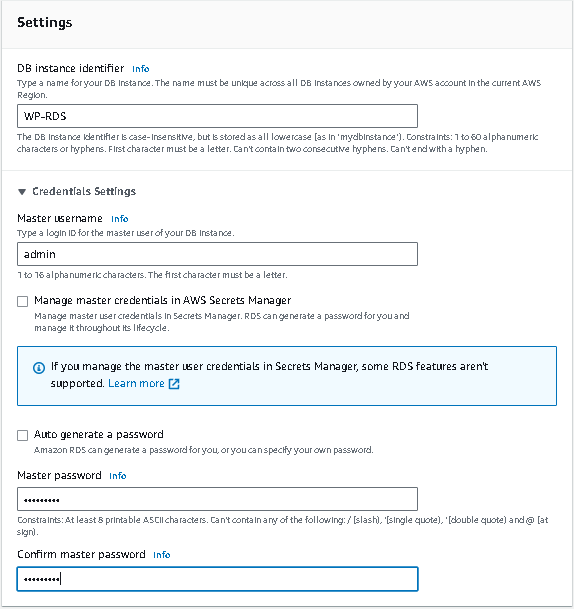 Settings
DB instance identifier Info
Type a name for your DB instance. The name must be unique across all DB instances owned by your AWS account in the current AWS
Region.
WP-RDS
The DB instance identifier is case-insensitive, but is stored as all lowercase (as in 'mydbinstance'). Constraints: 1 to 60 alphanumeric
characters or hyphens. First character must be a letter. Can't contain two consecutive hyphens. Can't end with a hyphen.
▼ Credentials Settings
Master username Info
Type a login ID for the master user of your DB instance.
admin
1 to 16 alphanumeric characters. The first character must be a letter.
Manage master credentials in AWS Secrets Manager
Manage master user credentials in Secrets Manager. RDS can generate a password for you and
manage it throughout its lifecycle.
If you manage the master user credentials in Secrets Manager, some RDS features aren't
supported. Learn more
Auto generate a password
Amazon RDS can generate a password for you, or you can specify your own password.
Master password Info
•••••••••
Constraints: At least 8 printable ASCII characters. Can't contain any of the following: / (slash), '(single quote), "(double quote) and @ (at
sign).
Confirm master password Info
•••••••••